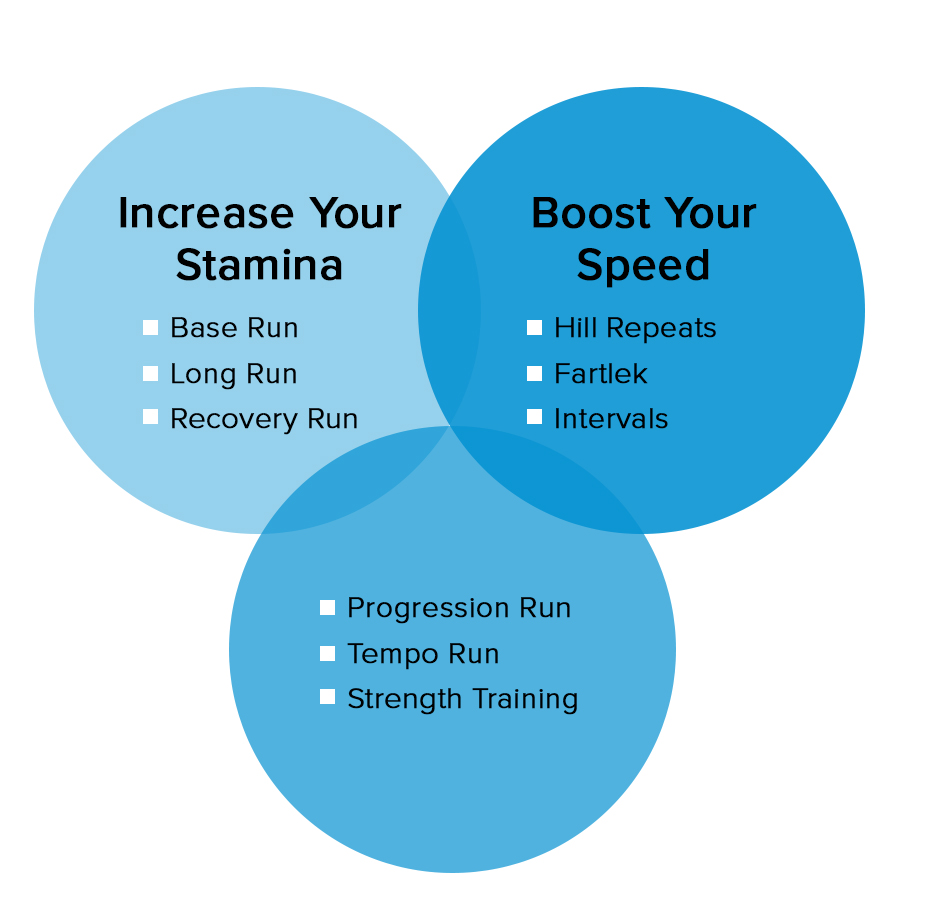 Increase Your
Stamina
Base Run
Long Run
Recovery Run
Boost Your
Speed
Hill Repeats
Fartlek
Intervals
Progression Run
Tempo Run
Strength Training